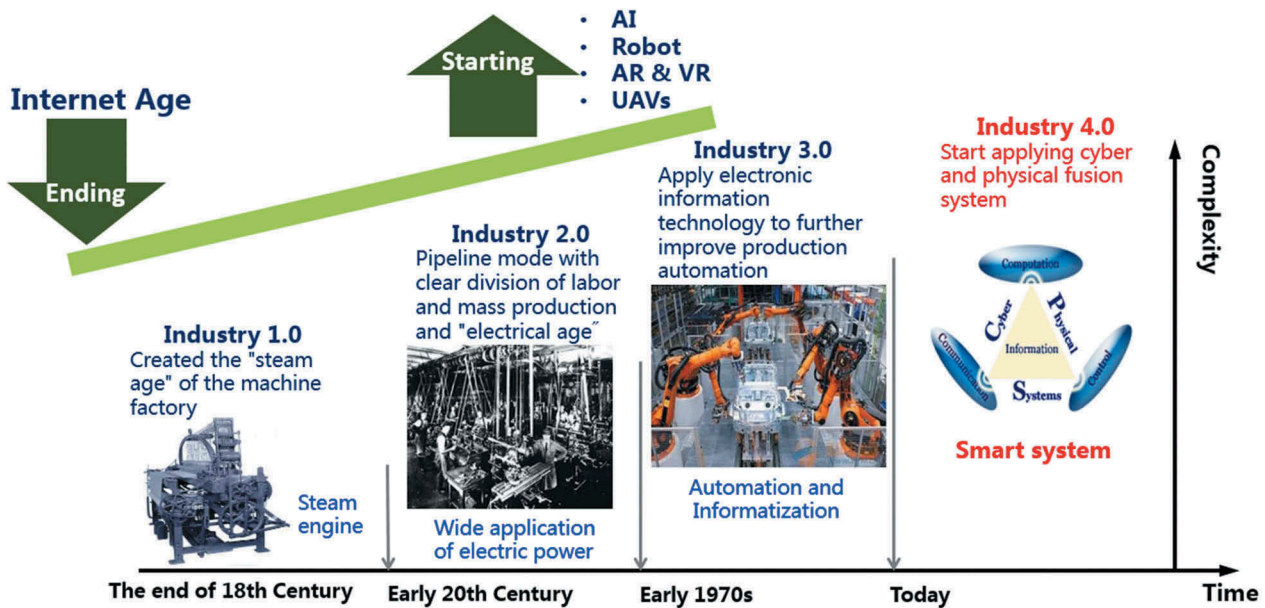 Internet Age
Ending
Starting
• AI
• Robot
• AR & VR
• UAVs
Industry 1.0
Created the "steam
age" of the machine
factory
Steam
engine
Industry 2.0
Pipeline mode with
clear division of labor
and mass production
and "electrical age"
Wide application
of electric power
Industry 3.0
Apply electronic
information
technology to further
improve production
automation
Automation and
Informatization
Industry 4.0
Start applying cyber
and physical fusion
system
Computation
Cyber
Physical
Information
Communication
Control
Systems
Smart system
Complexity
The end of 18th Century
Early 20th Century
Early 1970s
Today
Time